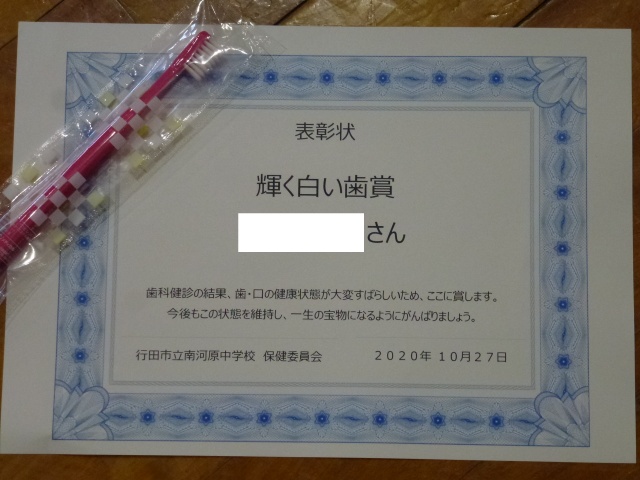 表彰状
輝く白い歯賞
さん
歯科健診の結果、歯・口の健康状態が大変すばらしいため、ここに賞します。
今後もこの状態を維持し、一生の宝物になるようにがんばりましょう。
行田市立南河原中学校 保健委員会 2020年 10月27日